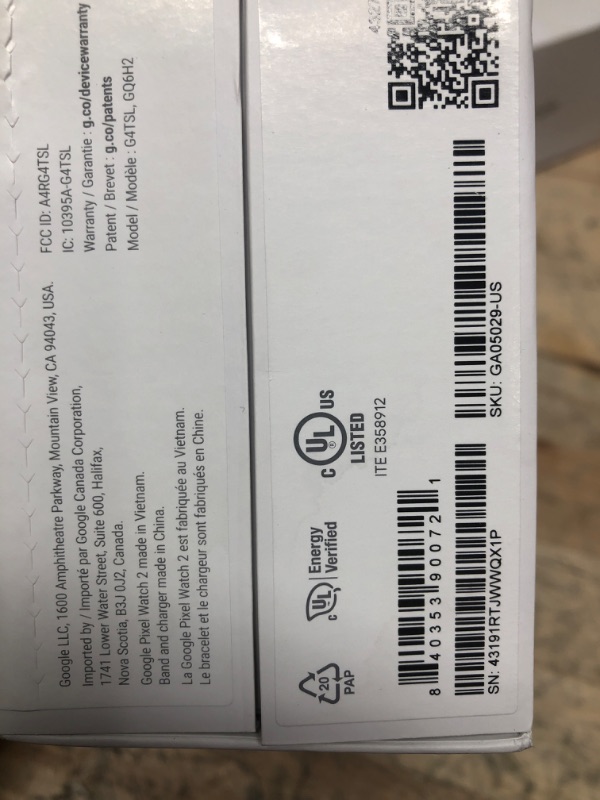 Google LLC, 1600 Amphitheatre Parkway, Mountain View, CA 94043, USA.
Imported by / Importé par Google Canada Corporation,
1741 Lower Water Street, Suite 600, Halifax,
Nova Scotia, B3J 0J2, Canada.
Google Pixel Watch 2 made in Vietnam.
Band and charger made in China.
La Google Pixel Watch 2 est fabriquée au Vietnam.
Le bracelet et le chargeur sont fabriqués en Chine.
FCC ID: A4RG4TSL
IC: 10395A-G4TSL
Warranty / Garantie : g.co/devicewarranty
Patent / Brevet : g.co/patents
Model / Modèle : G4TSL, GQ6H2
20
PAP
c UL Energy
Verified
C UL US
®
LISTED
ITE E358912
8 40353 90072 1
SN: 43191RTJWWQX1P
SKU: GA05029-US